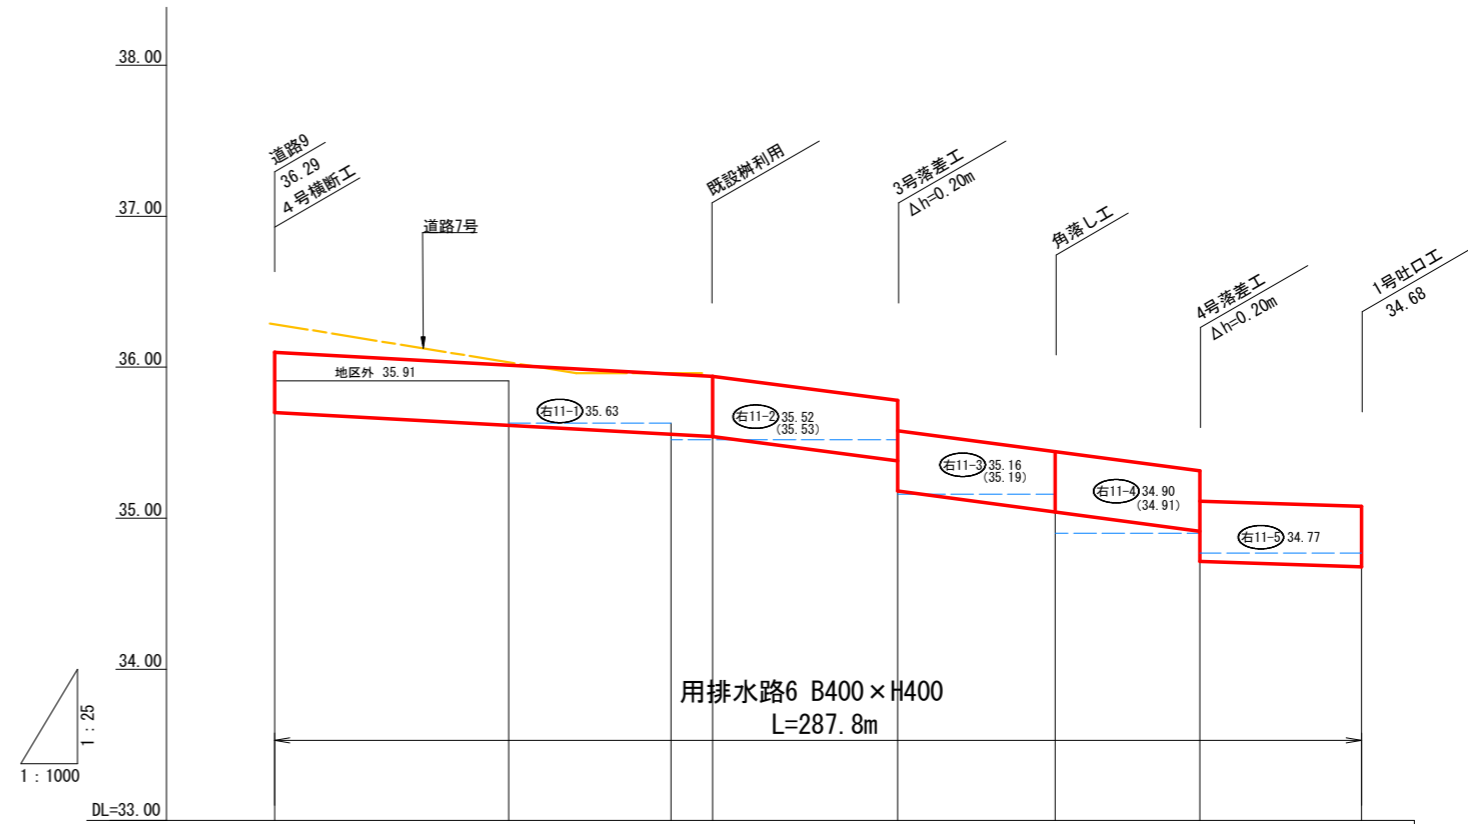 38.00
37.00
36.00
35.00
34.00
DL=33.00
1:25
1:1000
道路9
36.29
4号横断工
道路7号
既設桝利用
3号落差工
Δh=0.20m
角落し工
4号落差工
Δh=0.20m
1号吐口工
34.68
地区外 35.91
右11-1 35.63
右11-2 35.52
(35.53)
右11-3 35.16
(35.19)
右11-4 34.90
(34.91)
右11-5 34.77
用排水路6 B400×H400
L=287.8m